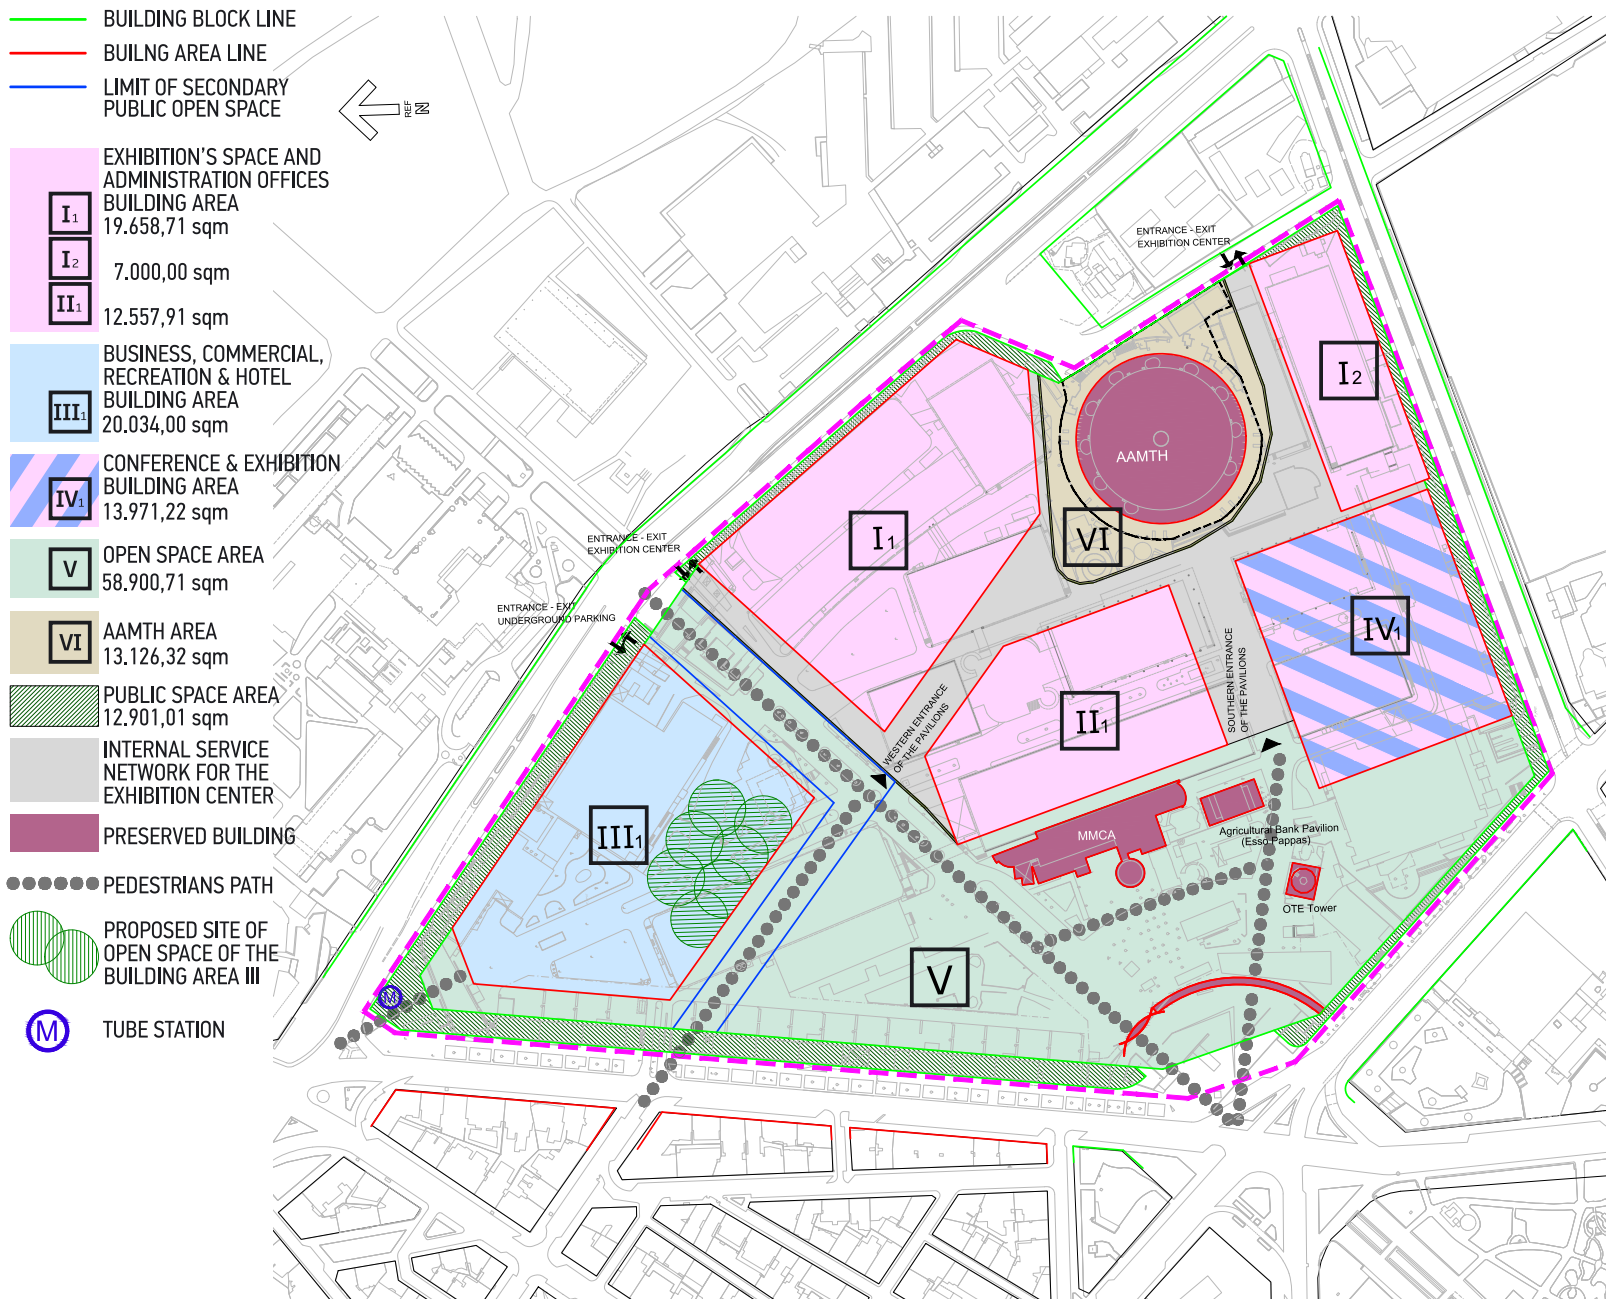 BUILDING BLOCK LINE
BUILNG AREA LINE
LIMIT OF SECONDARY
PUBLIC OPEN SPACE
REF
N
EXHIBITION'S SPACE AND
ADMINISTRATION OFFICES
BUILDING AREA
I1 19.658,71 sqm
I2 7.000,00 sqm
II1 12.557,91 sqm
BUSINESS, COMMERCIAL,
RECREATION & HOTEL
BUILDING AREA
III1 20.034,00 sqm
CONFERENCE & EXHIBITION
BUILDING AREA
IV1 13.971,22 sqm
V OPEN SPACE AREA
58.900,71 sqm
VI AAMTH AREA
13.126,32 sqm
PUBLIC SPACE AREA
12.901,01 sqm
INTERNAL SERVICE
NETWORK FOR THE
EXHIBITION CENTER
PRESERVED BUILDING
PEDESTRIANS PATH
PROPOSED SITE OF
OPEN SPACE OF THE
BUILDING AREA III
M TUBE STATION
ENTRANCE - EXIT
EXHIBITION CENTER
I2
AAMTH
I1
VI
ENTRANCE - EXIT
EXHIBITION CENTER
ENTRANCE - EXIT
UNDERGROUND PARKING
IV1
SOUTHERN ENTRANCE
OF THE PAVILIONS
WESTERN ENTRANCE
OF THE PAVILIONS
II1
III1
MMCA
Agricultural Bank Pavilion
(Esso Pappas)
OTE Tower
V
M